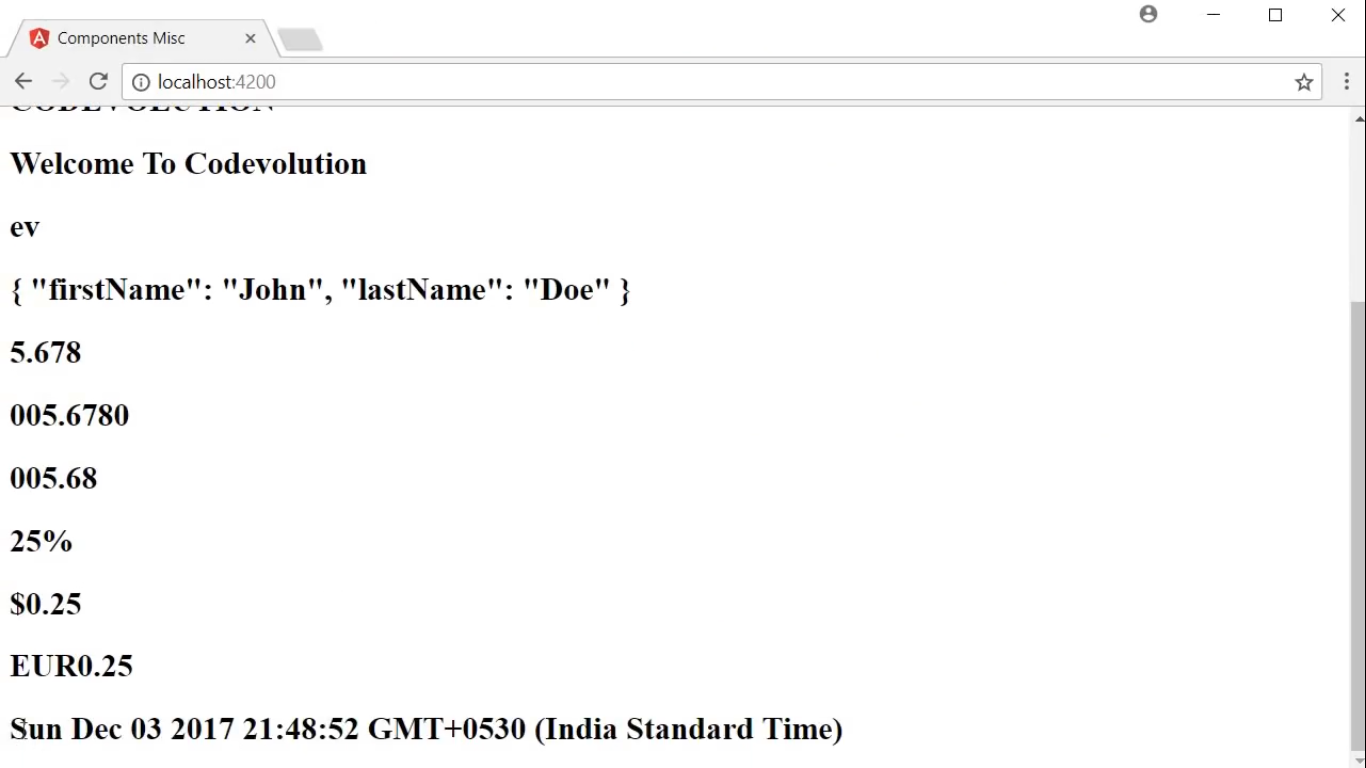 Components Misc
localhost:4200
CODEVOLUTION
Welcome To Codevolution
ev
{ "firstName": "John", "lastName": "Doe" }
5.678
005.6780
005.68
25%
$0.25
EUR0.25
Sun Dec 03 2017 21:48:52 GMT+0530 (India Standard Time)